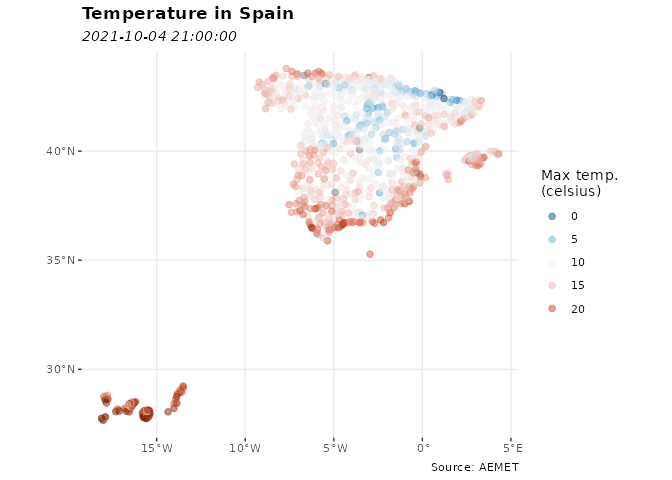 Temperature in Spain
2021-10-04 21:00:00
40°N
35°N
30°N
15°W 10°W 5°W 0° 5°E
Max temp.
(celsius)
0
5
10
15
20
Source: AEMET